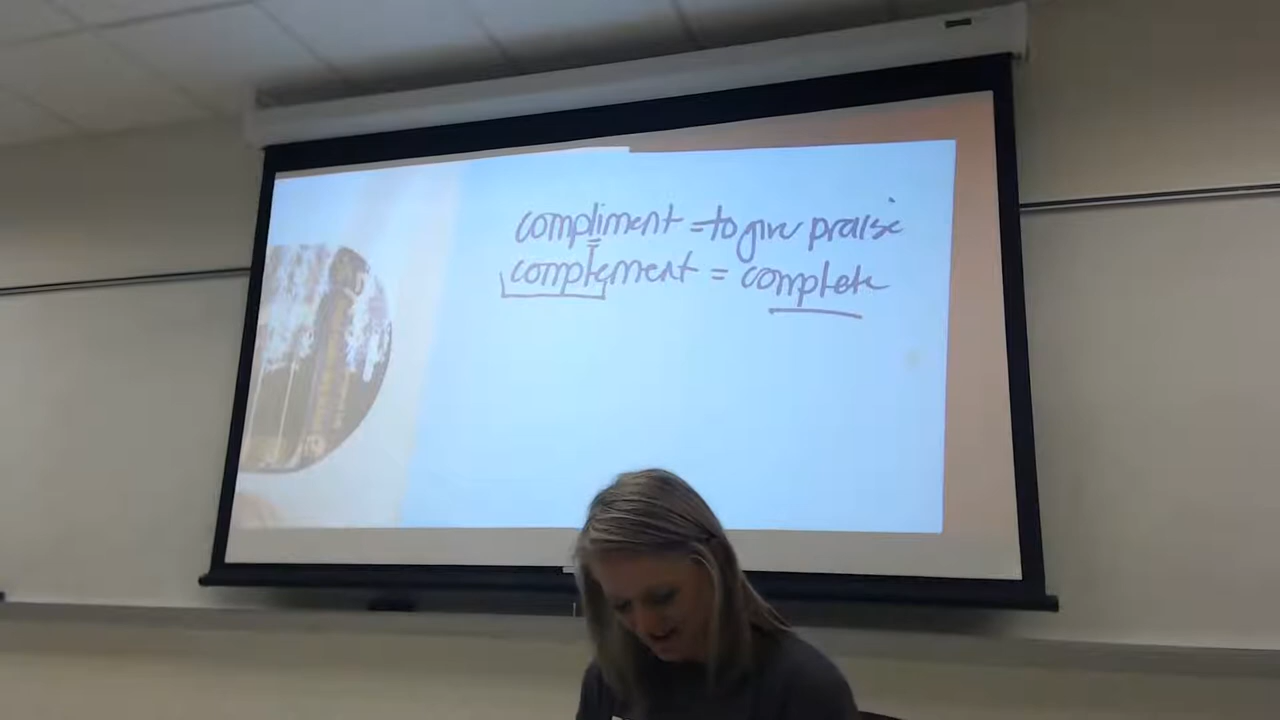 compliment = to give praise
complement = complete